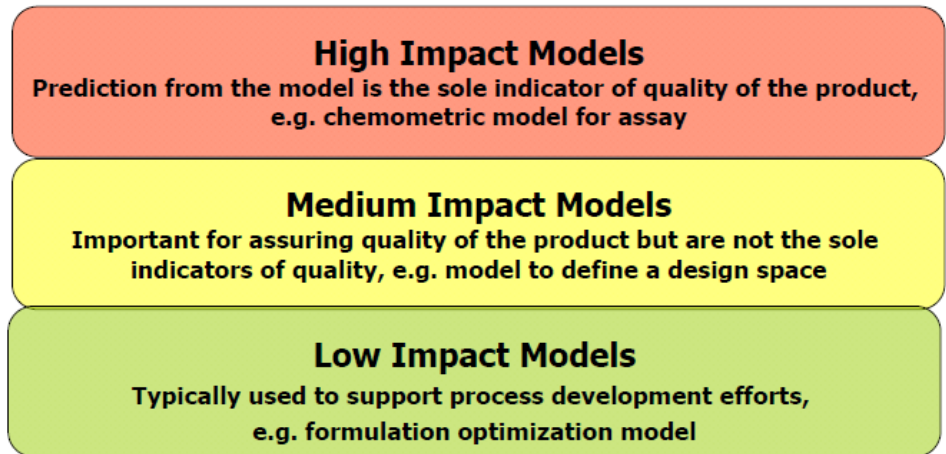 High Impact Models
Prediction from the model is the sole indicator of quality of the product,
e.g. chemometric model for assay
Medium Impact Models
Important for assuring quality of the product but are not the sole
indicators of quality, e.g. model to define a design space
Low Impact Models
Typically used to support process development efforts,
e.g. formulation optimization model